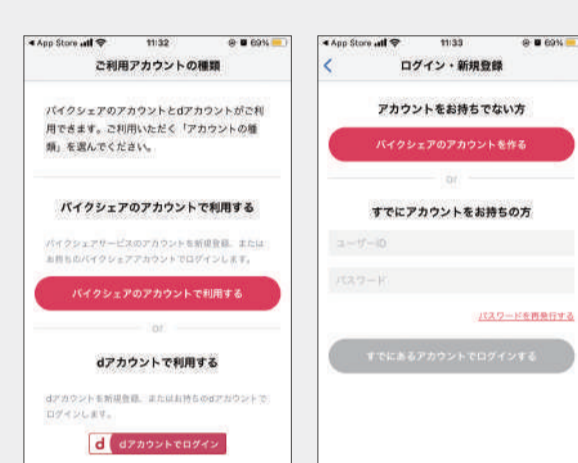 App Store 11:32 69%
ご利用アカウントの種類
バイクシェアのアカウントとdアカウントがご利
用できます。ご利用いただく「アカウントの種
類」を選んでください。
バイクシェアのアカウントで利用する
バイクシェアサービスのアカウントを新規登録、または
お持ちのバイクシェアアカウントでログインします。
バイクシェアのアカウントで利用する
or
dアカウントで利用する
dアカウントを新規登録、またはお持ちのdアカウントで
ログインします。
d dアカウントでログイン
App Store 11:33 69%
ログイン・新規登録
アカウントをお持ちでない方
バイクシェアのアカウントを作る
or
すでにアカウントをお持ちの方
ユーザーID
パスワード
パスワードを再発行する
すでにあるアカウントでログインする